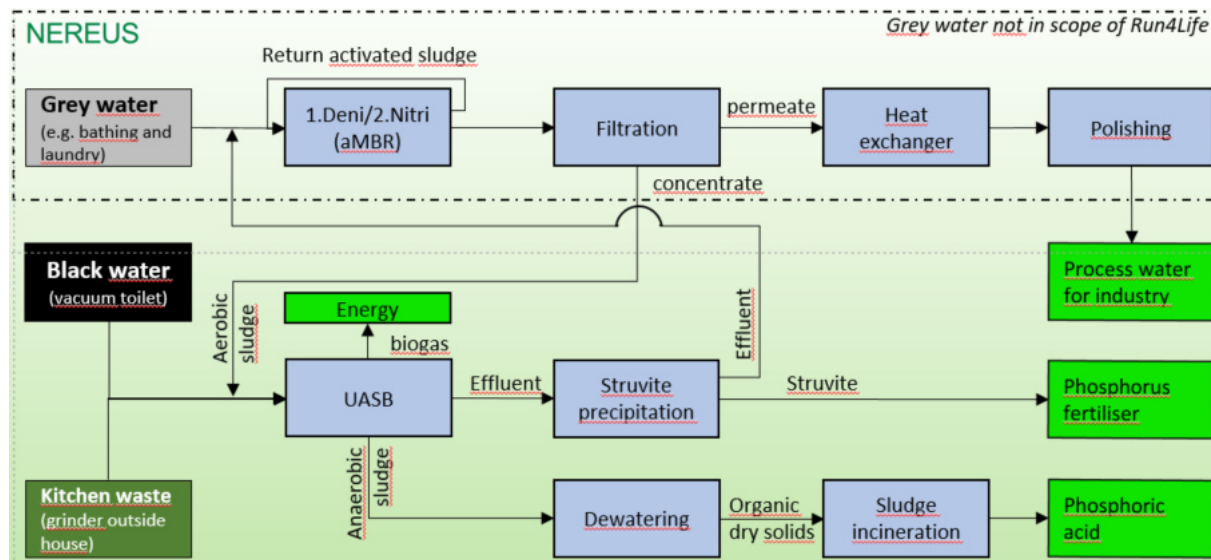 NEREUS
Grey water not in scope of Run4Life
Return activated sludge
Grey water
(e.g. bathing and
laundry)
1.Deni/2.Nitri
(aMBR)
Filtration
permeate
Heat
exchanger
Polishing
concentrate
Black water
(vacuum toilet)
Aerobic
sludge
Energy
biogas
Effluent
Process water
for industry
UASB
Effluent
Struvite
precipitation
Struvite
Phosphorus
fertiliser
Anaerobic
sludge
Kitchen waste
(grinder outside
house)
Dewatering
Organic
dry solids
Sludge
incineration
Phosphoric
acid